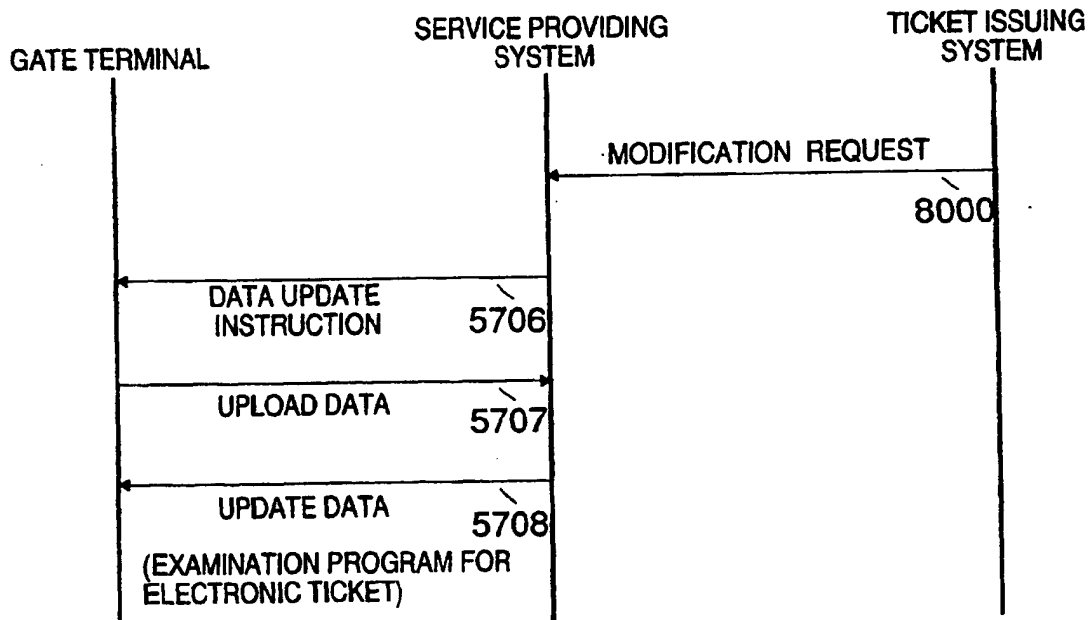 GATE TERMINAL
SERVICE PROVIDING
SYSTEM
TICKET ISSUING
SYSTEM
MODIFICATION REQUEST
8000
DATA UPDATE
INSTRUCTION
5706
UPLOAD DATA
5707
UPDATE DATA
5708
(EXAMINATION PROGRAM FOR
ELECTRONIC TICKET)